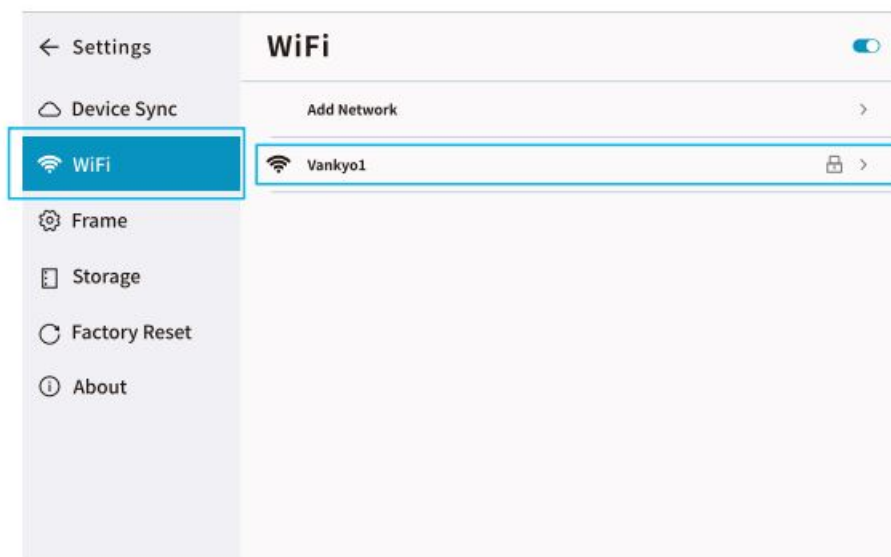 Settings
Device Sync
WiFi
Frame
Storage
Factory Reset
About
WiFi
Add Network
Vankyo1